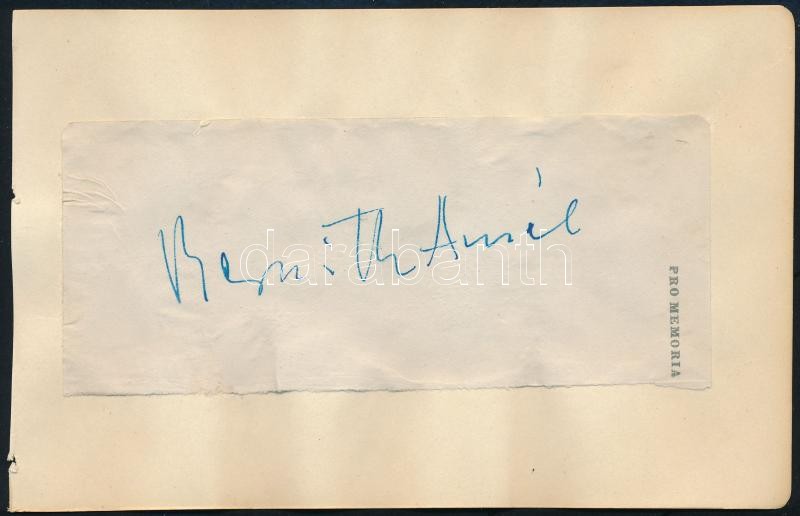 Bernáth Aurél
darabanth
PRO MEMORIA